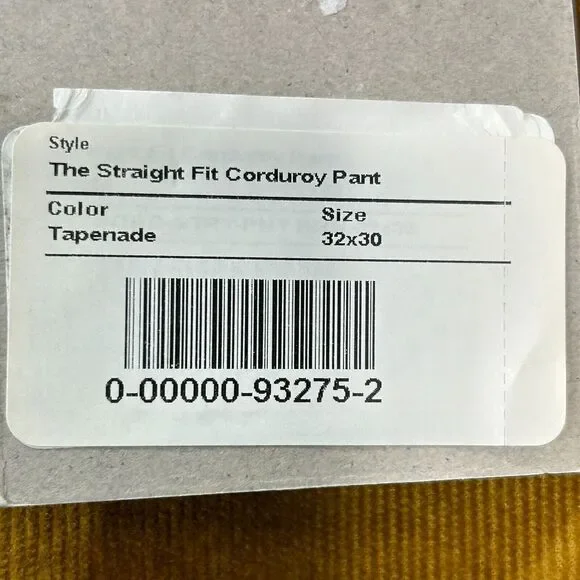 Style
The Straight Fit Corduroy Pant
Color Size
Tapenade 32x30
0-00000-93275-2